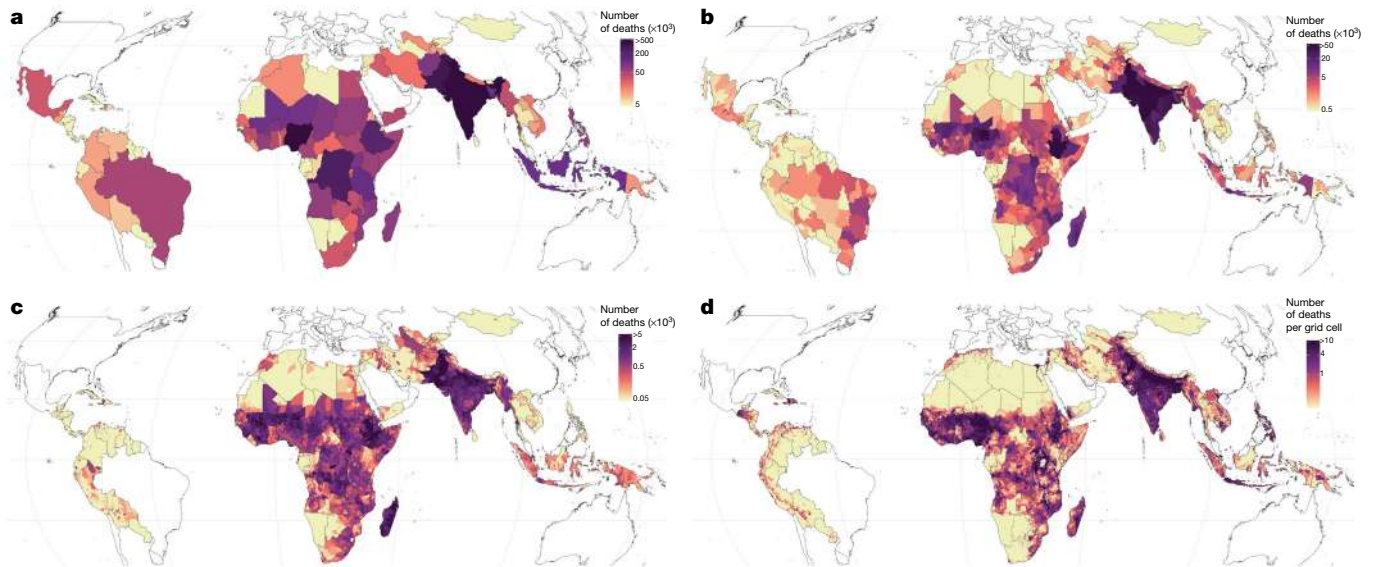 a
Number
of deaths (×10³)
>500
200
50
5
b
Number
of deaths (×10³)
>50
20
5
0.5
c
Number
of deaths (×10³)
>5
2
0.5
0.05
d
Number
of deaths
per grid cell
>10
4
1